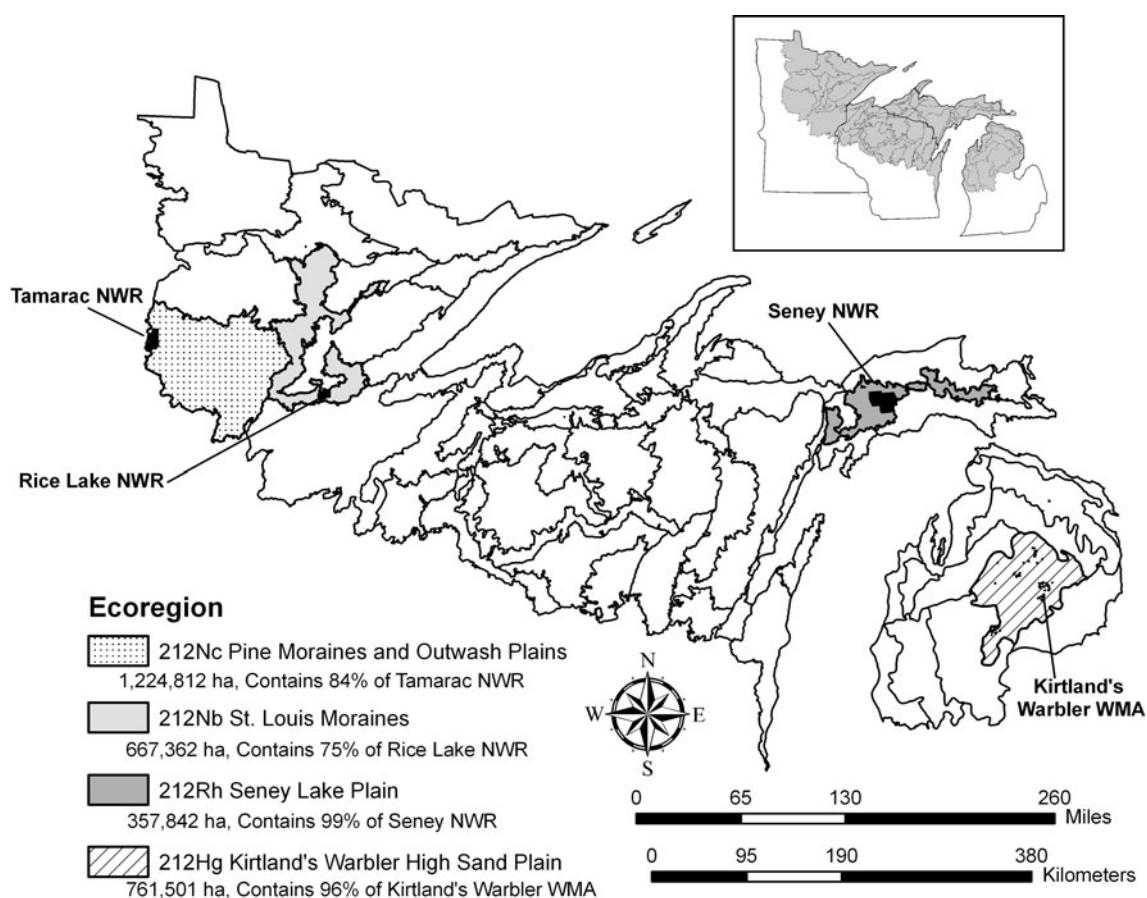 Tamarac NWR
Seney NWR
Rice Lake NWR
Kirtland's
Warbler WMA
Ecoregion
212Nc Pine Moraines and Outwash Plains
1,224,812 ha, Contains 84% of Tamarac NWR
212Nb St. Louis Moraines
667,362 ha, Contains 75% of Rice Lake NWR
212Rh Seney Lake Plain
357,842 ha, Contains 99% of Seney NWR
212Hg Kirtland's Warbler High Sand Plain
761,501 ha, Contains 96% of Kirtland's Warbler WMA
N
W E
S
0 65 130 260
Miles
0 95 190 380
Kilometers